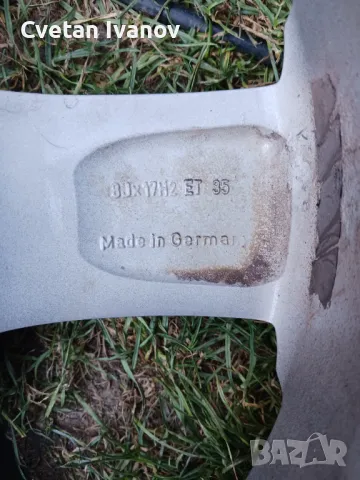 Cvetan Ivanov
8Jx17H2 ET 35
Made in Germany
BAZAR